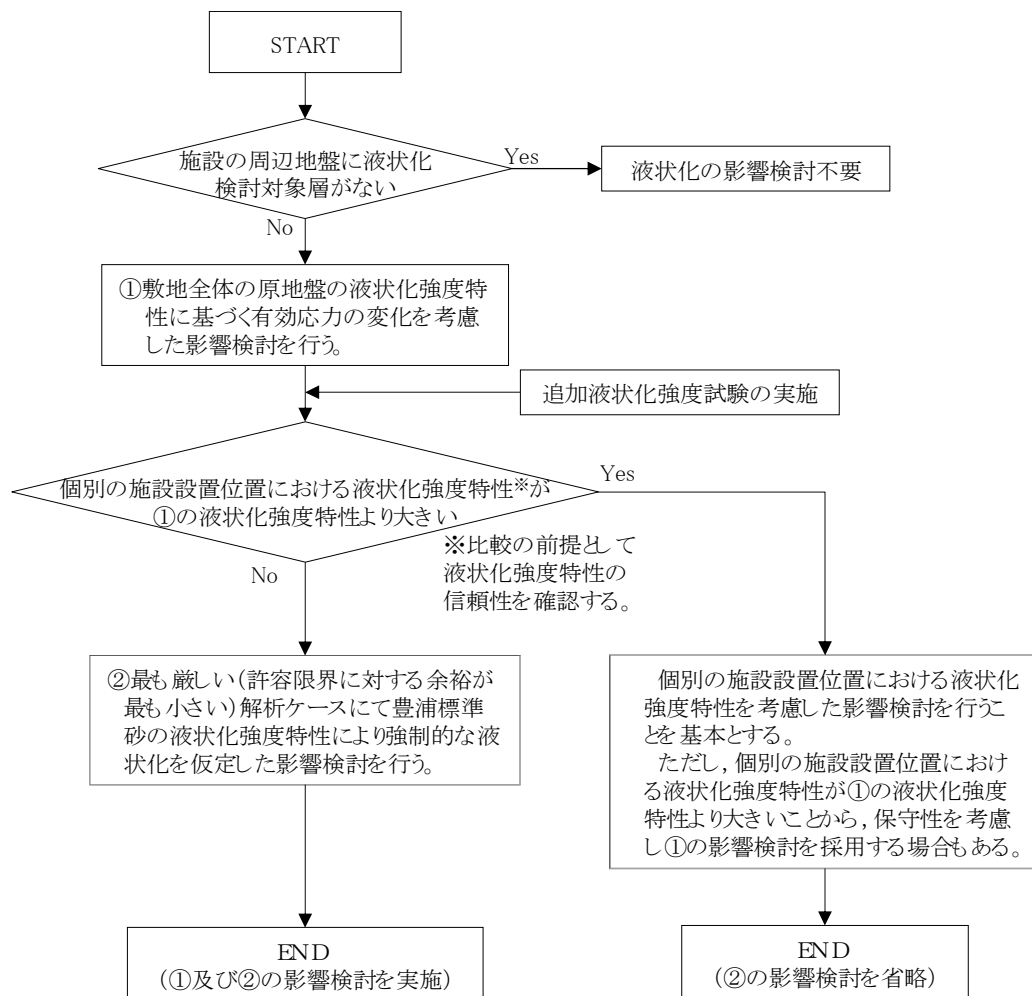 START
施設の周辺地盤に液状化
検討対象層がない
Yes
液状化の影響検討不要
No
①敷地全体の原地盤の液状化強度特
性に基づく有効応力の変化を考慮
した影響検討を行う。
追加液状化強度試験の実施
個別の施設設置位置における液状化強度特性※が
①の液状化強度特性より大きい
Yes
※比較の前提として
液状化強度特性の
信頼性を確認する。
No
②最も厳しい(許容限界に対する余裕が
最も小さい)解析ケースにて豊浦標準
砂の液状化強度特性により強制的な液
状化を仮定した影響検討を行う。
個別の施設設置位置における液状化
強度特性を考慮した影響検討を行うこ
とを基本とする。
ただし,個別の施設設置位置におけ
る液状化強度特性が①の液状化強度
特性より大きいことから,保守性を考慮
し①の影響検討を採用する場合もある。
END
(①及び②の影響検討を実施)
END
(②の影響検討を省略)